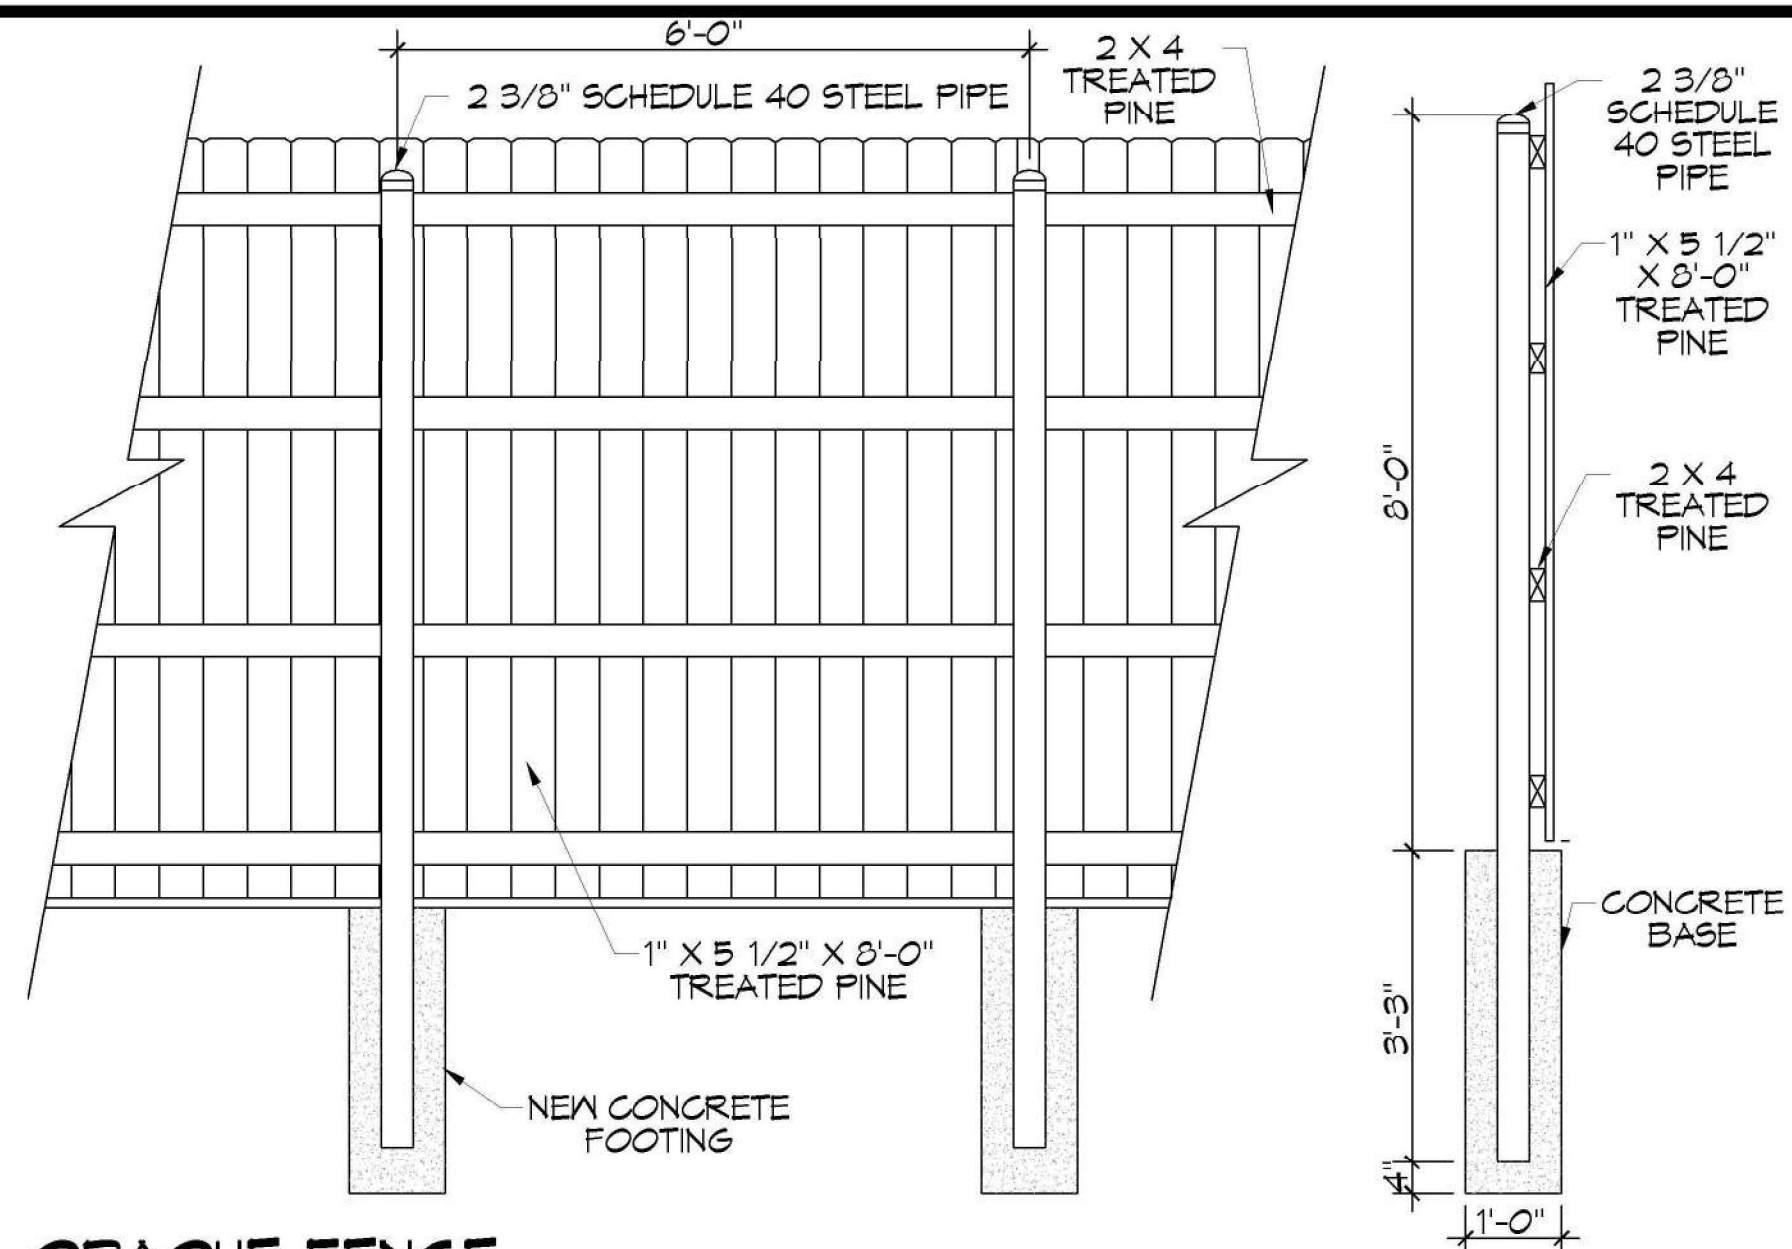 6'-0"
2 3/8" SCHEDULE 40 STEEL PIPE
2 X 4
TREATED
PINE
1" X 5 1/2" X 8'-0"
TREATED PINE
NEW CONCRETE
FOOTING
2 3/8"
SCHEDULE
40 STEEL
PIPE
1" X 5 1/2"
X 8'-0"
TREATED
PINE
8'-0"
2 X 4
TREATED
PINE
CONCRETE
BASE
3'-3"
4"
1'-0"
OPAQUE FENCE